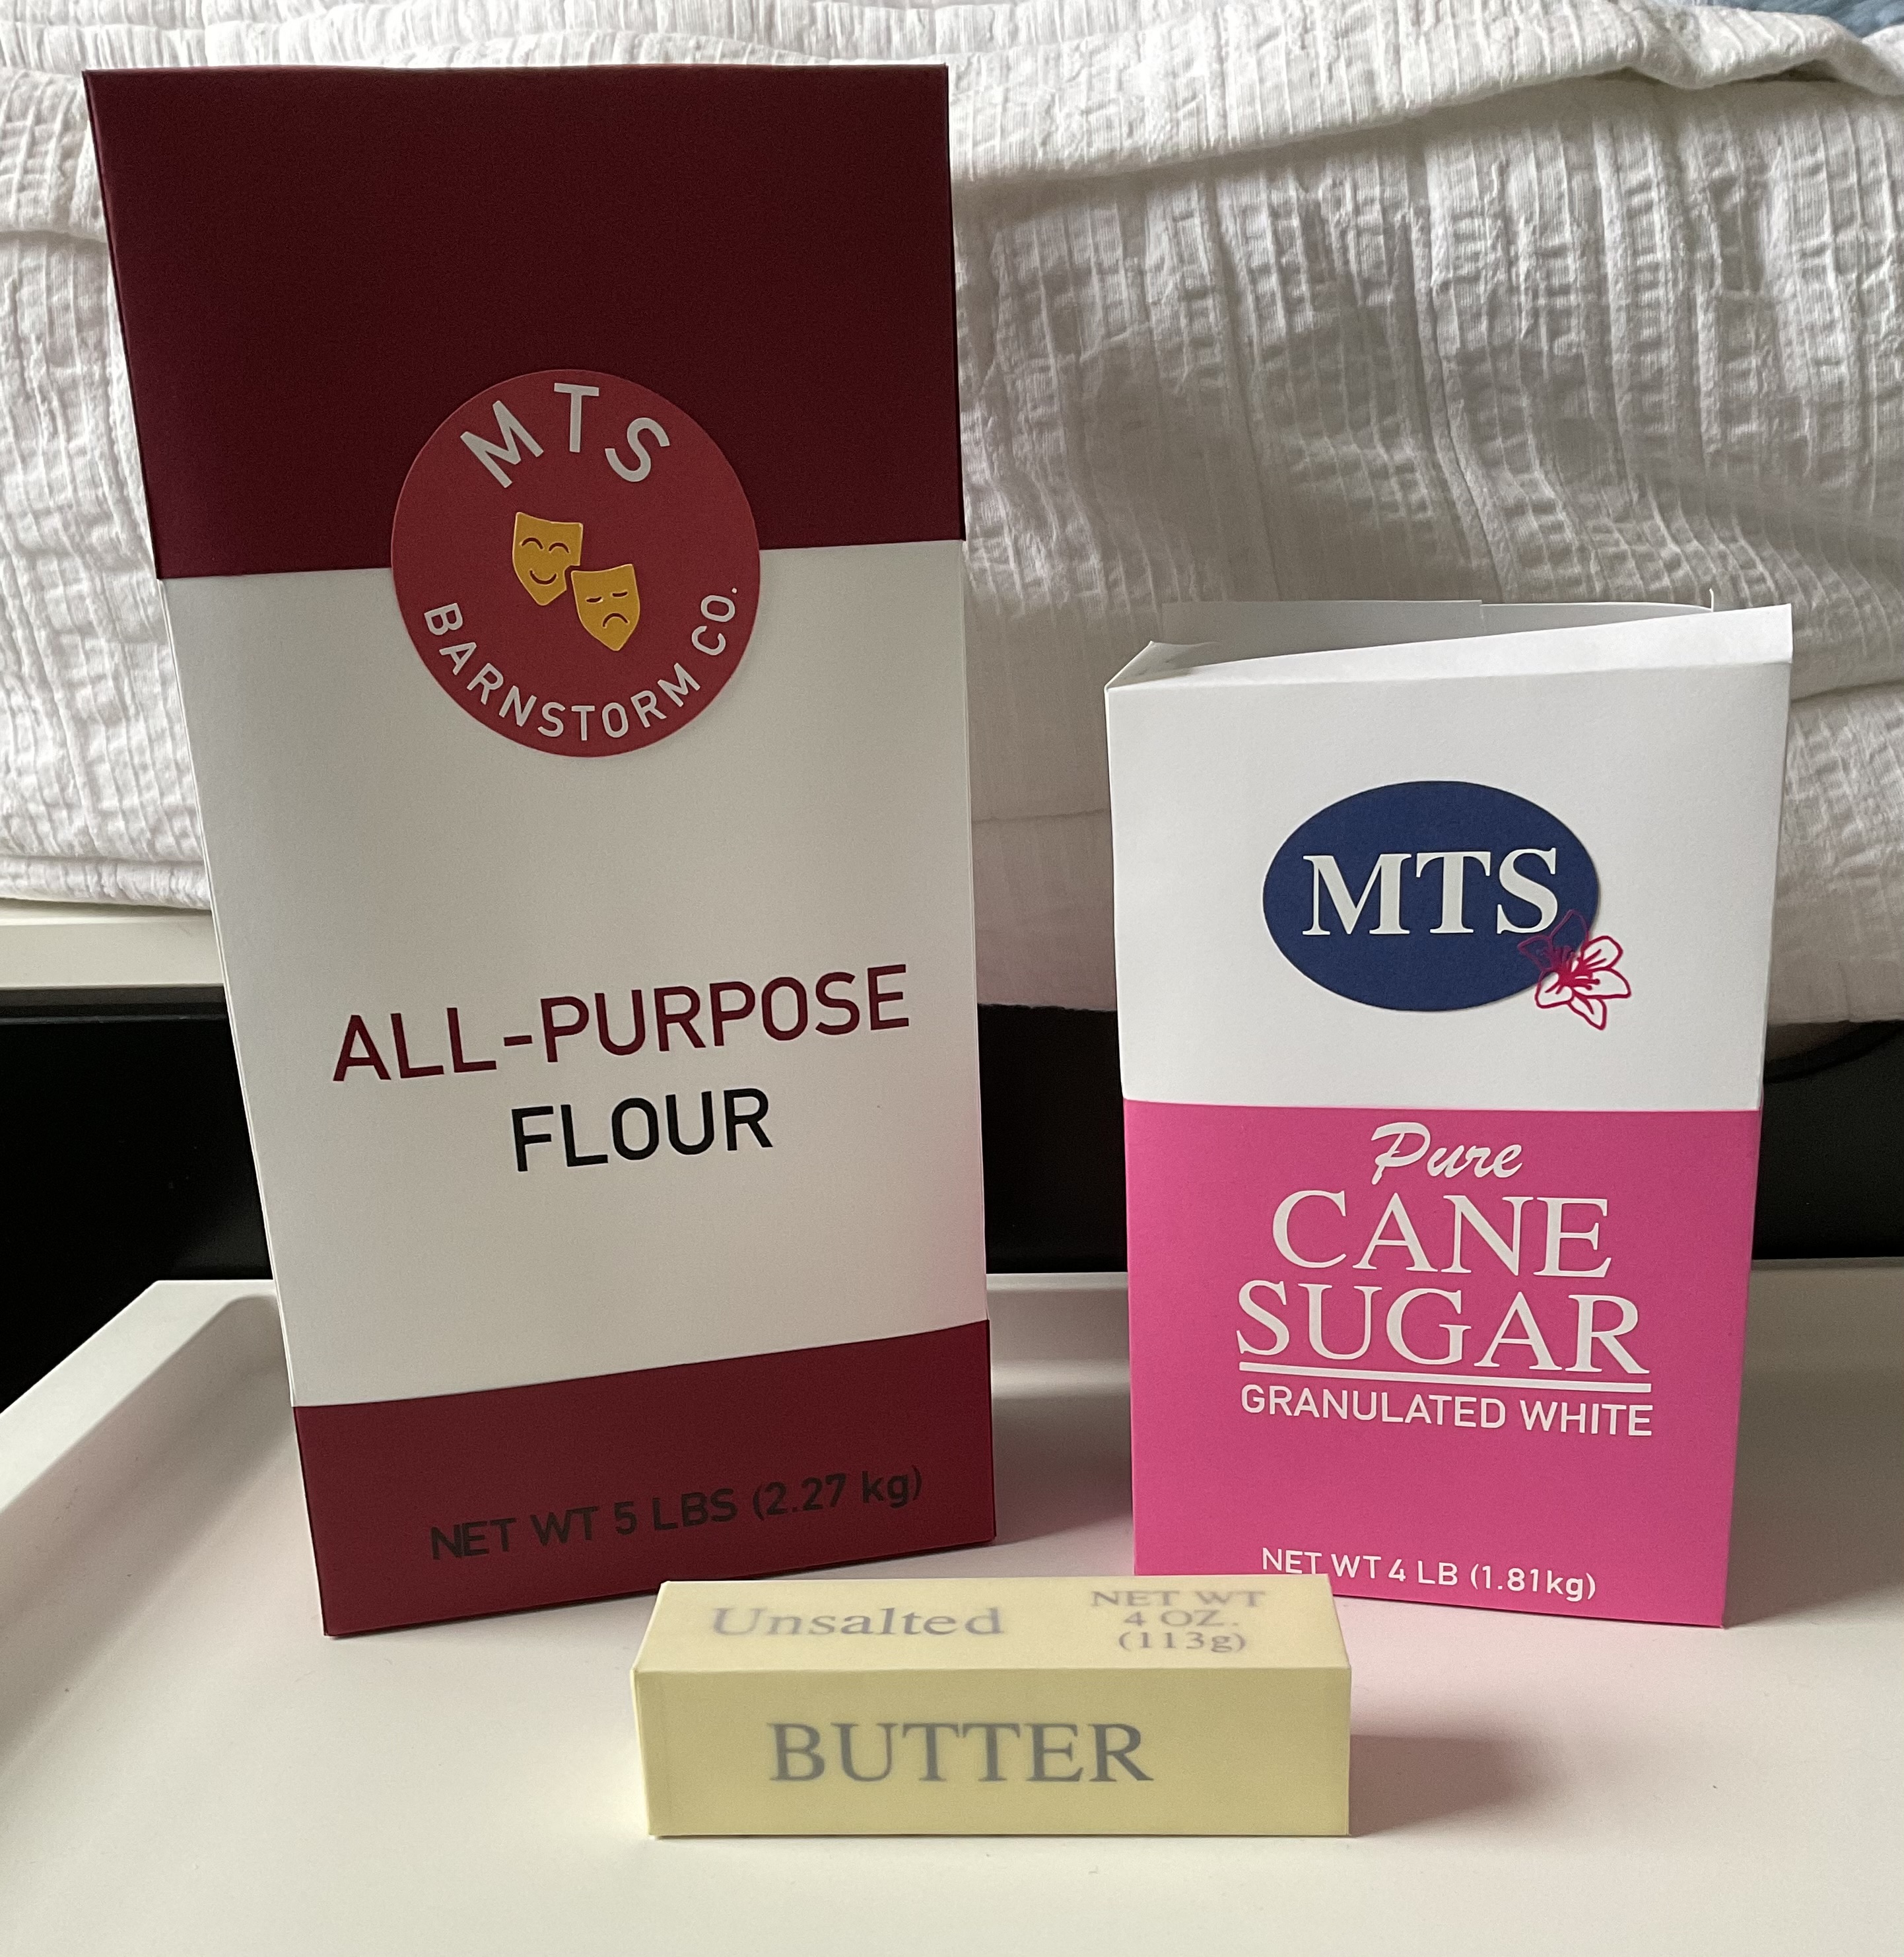 MTS
BARNSTORM CO.
ALL-PURPOSE
FLOUR
NET WT 5 LBS (2.27 kg)
MTS
Pure
CANE
SUGAR
GRANULATED WHITE
NET WT 4 LB (1.81kg)
Unsalted
NET WT
4 OZ.
(113g)
BUTTER